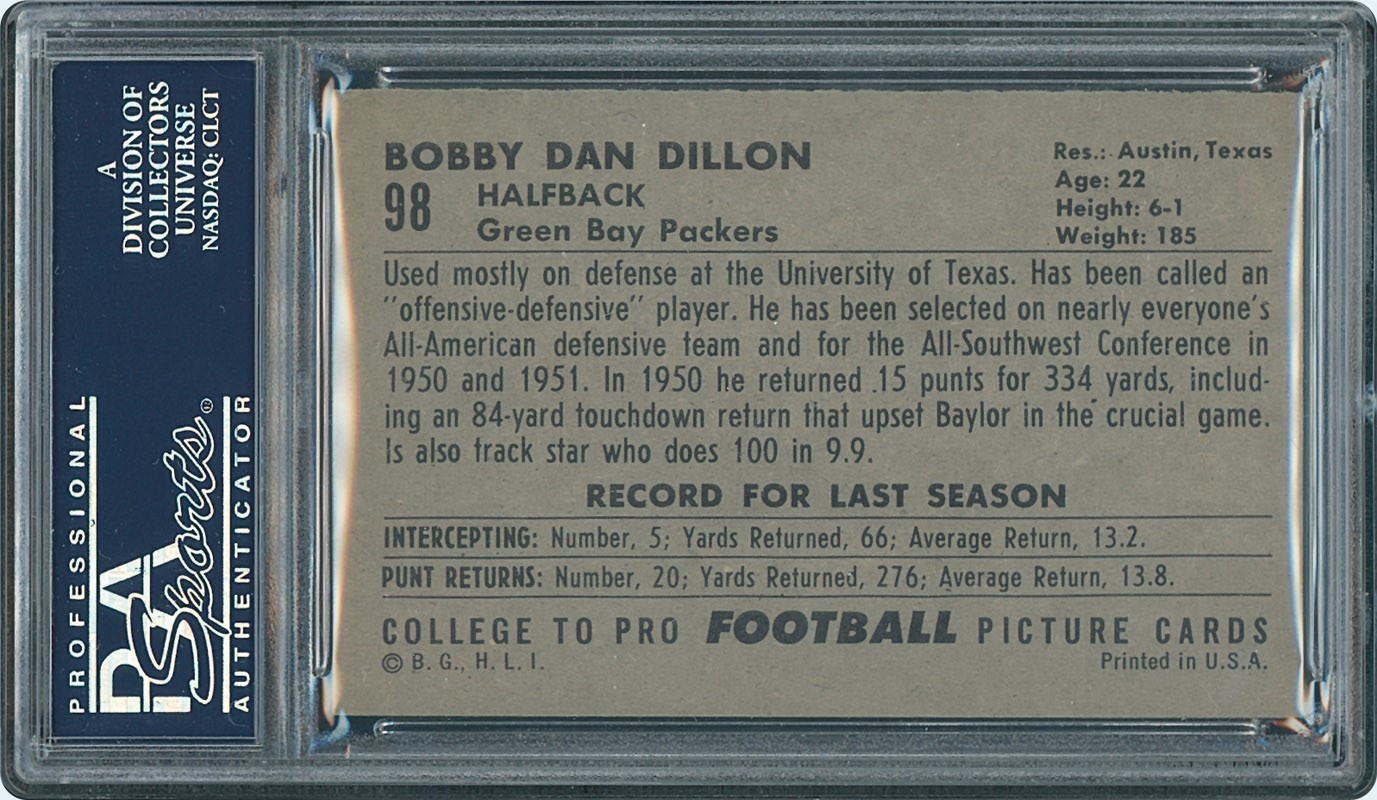 A
DIVISION OF
COLLECTORS
UNIVERSE
NASDAQ: CLCT
PROFESSIONAL
PSA
Sports®
AUTHENTICATOR
BOBBY DAN DILLON
98 HALFBACK
Green Bay Packers
Res.: Austin, Texas
Age: 22
Height: 6-1
Weight: 185
Used mostly on defense at the University of Texas. Has been called an
"offensive-defensive" player. He has been selected on nearly everyone's
All-American defensive team and for the All-Southwest Conference in
1950 and 1951. In 1950 he returned 15 punts for 334 yards, includ-
ing an 84-yard touchdown return that upset Baylor in the crucial game.
Is also track star who does 100 in 9.9.
RECORD FOR LAST SEASON
INTERCEPTING: Number, 5; Yards Returned, 66; Average Return, 13.2.
PUNT RETURNS: Number, 20; Yards Returned, 276; Average Return, 13.8.
COLLEGE TO PRO FOOTBALL PICTURE CARDS
© B. G., H. L. I.
Printed in U.S.A.